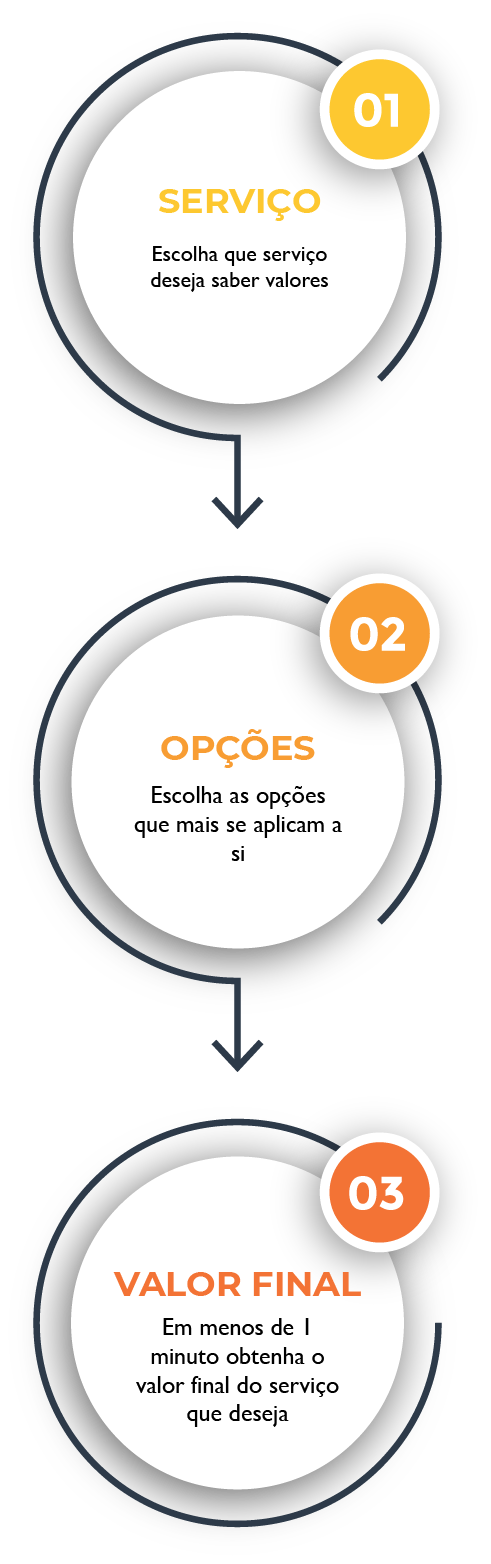 01
SERVIÇO
Escolha que serviço
deseja saber valores
02
OPÇÕES
Escolha as opções
que mais se aplicam a
si
03
VALOR FINAL
Em menos de 1
minuto obtenha o
valor final do serviço
que deseja